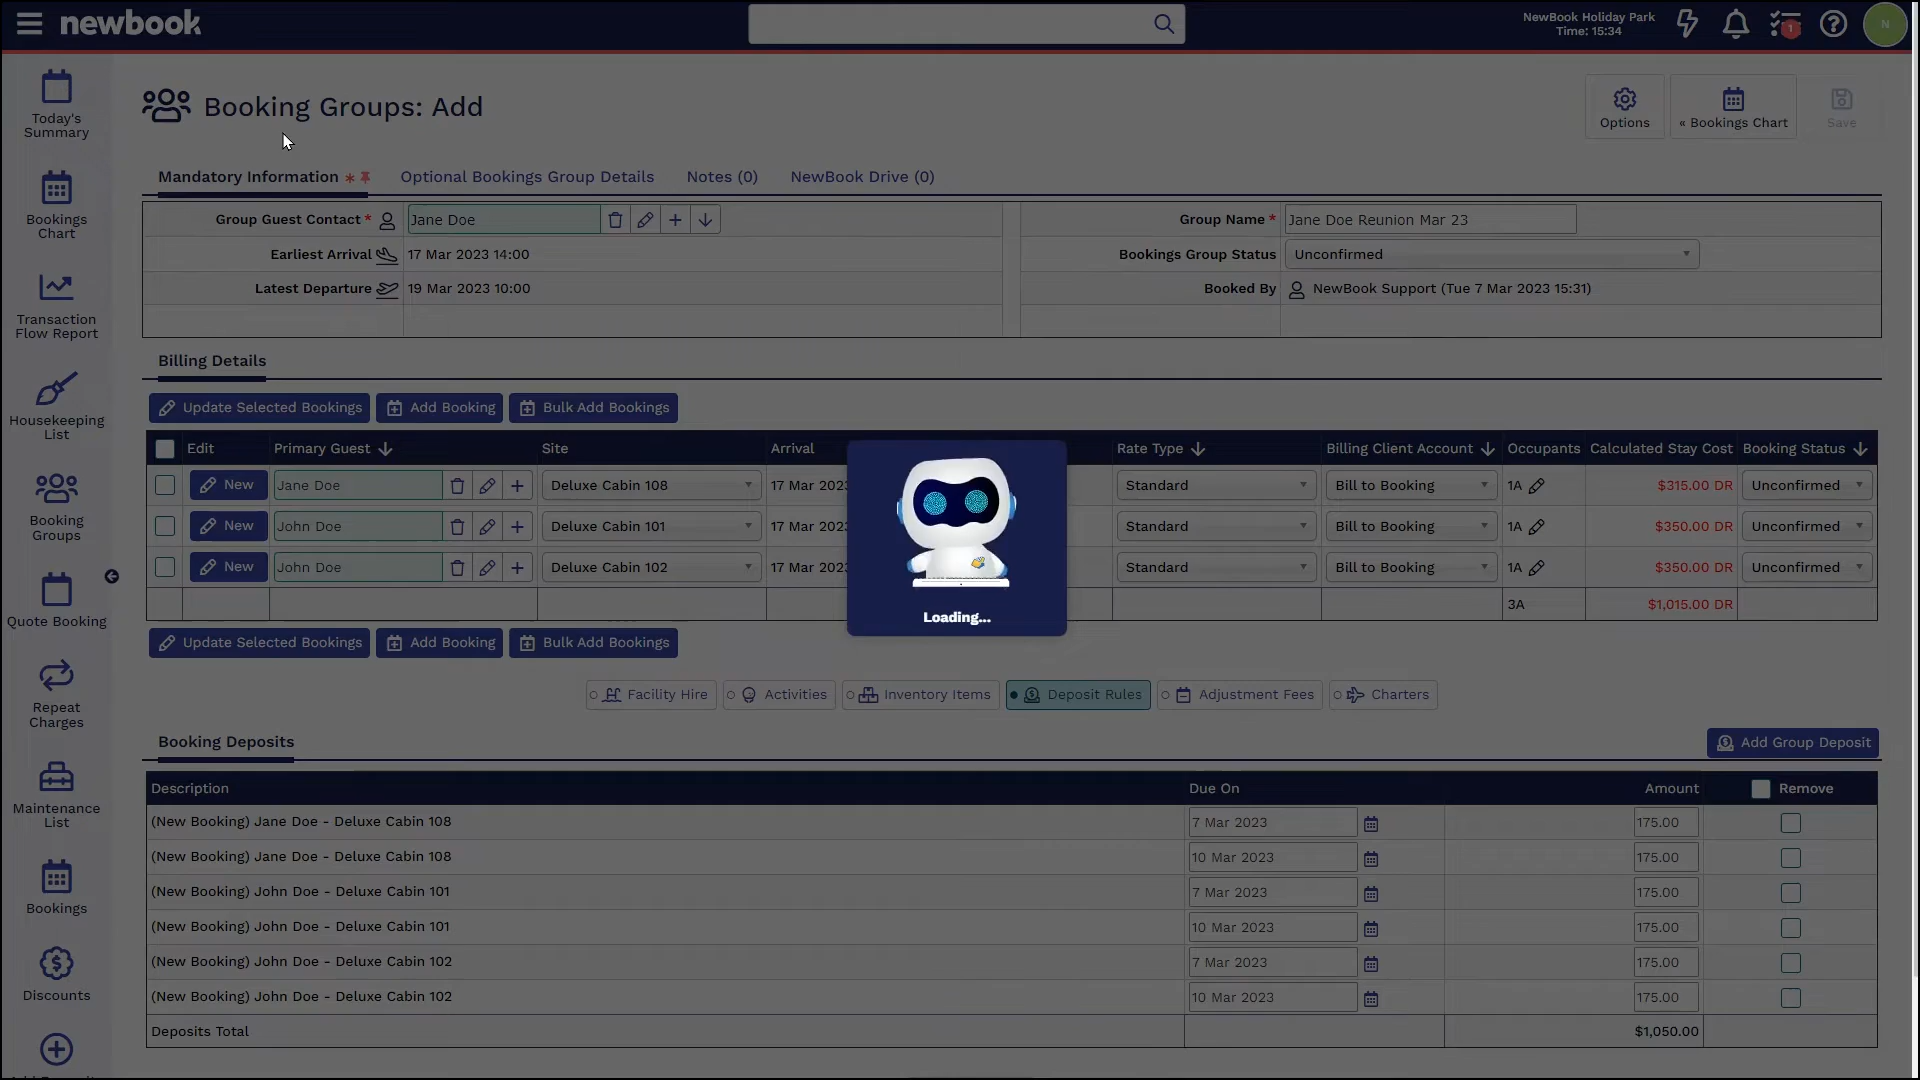 newbook
NewBook Holiday Park
Time: 15:34
1
N
Today's
Summary
Bookings
Chart
Transaction
Flow Report
Housekeeping
List
Booking
Groups
Quote Booking
Repeat
Charges
Maintenance
List
Bookings
Discounts
Booking Groups: Add
Options
« Bookings Chart
Save
Mandatory Information * Optional Bookings Group Details Notes (0) NewBook Drive (0)
Group Guest Contact * Jane Doe Group Name * Jane Doe Reunion Mar 23
Earliest Arrival 17 Mar 2023 14:00 Bookings Group Status Unconfirmed
Latest Departure 19 Mar 2023 10:00 Booked By NewBook Support (Tue 7 Mar 2023 15:31)
Billing Details
Update Selected Bookings Add Booking Bulk Add Bookings
Edit Primary Guest Site Arrival Rate Type Billing Client Account Occupants Calculated Stay Cost Booking Status
New Jane Doe Deluxe Cabin 108 17 Mar 2023 Standard Bill to Booking 1A $315.00 DR Unconfirmed
New John Doe Deluxe Cabin 101 17 Mar 2023 Standard Bill to Booking 1A $350.00 DR Unconfirmed
New John Doe Deluxe Cabin 102 17 Mar 2023 Standard Bill to Booking 1A $350.00 DR Unconfirmed
3A $1,015.00 DR
Loading...
Update Selected Bookings Add Booking Bulk Add Bookings
Facility Hire Activities Inventory Items Deposit Rules Adjustment Fees Charters
Booking Deposits Add Group Deposit
Description Due On Amount Remove
(New Booking) Jane Doe - Deluxe Cabin 108 7 Mar 2023 175.00
(New Booking) Jane Doe - Deluxe Cabin 108 10 Mar 2023 175.00
(New Booking) John Doe - Deluxe Cabin 101 7 Mar 2023 175.00
(New Booking) John Doe - Deluxe Cabin 101 10 Mar 2023 175.00
(New Booking) John Doe - Deluxe Cabin 102 7 Mar 2023 175.00
(New Booking) John Doe - Deluxe Cabin 102 10 Mar 2023 175.00
Deposits Total $1,050.00